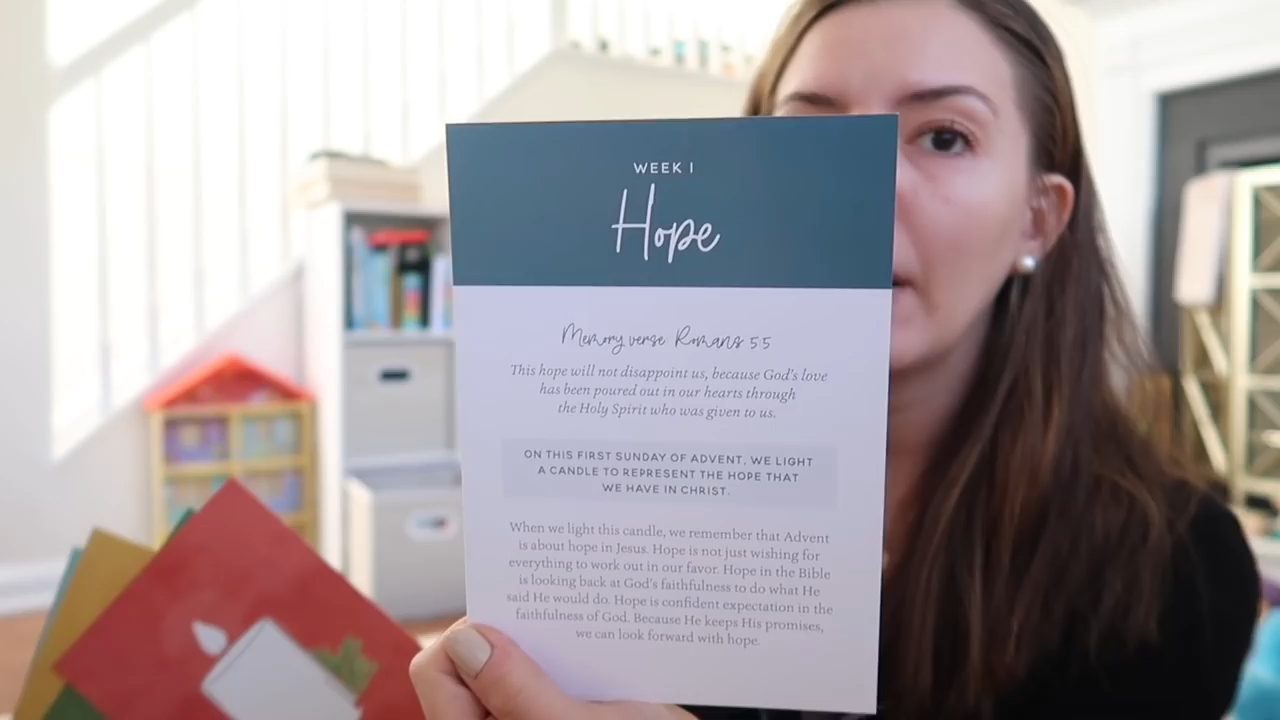 WEEK 1
Hope
Memory verse Romans 5:5
This hope will not disappoint us, because God's love
has been poured out in our hearts through
the Holy Spirit who was given to us.
ON THIS FIRST SUNDAY OF ADVENT, WE LIGHT
A CANDLE TO REPRESENT THE HOPE THAT
WE HAVE IN CHRIST.
When we light this candle, we remember that Advent
is about hope in Jesus. Hope is not just wishing for
everything to work out in our favor. Hope in the Bible
is looking back at God's faithfulness to do what He
said He would do. Hope is confident expectation in the
faithfulness of God. Because He keeps His promises,
we can look forward with hope.